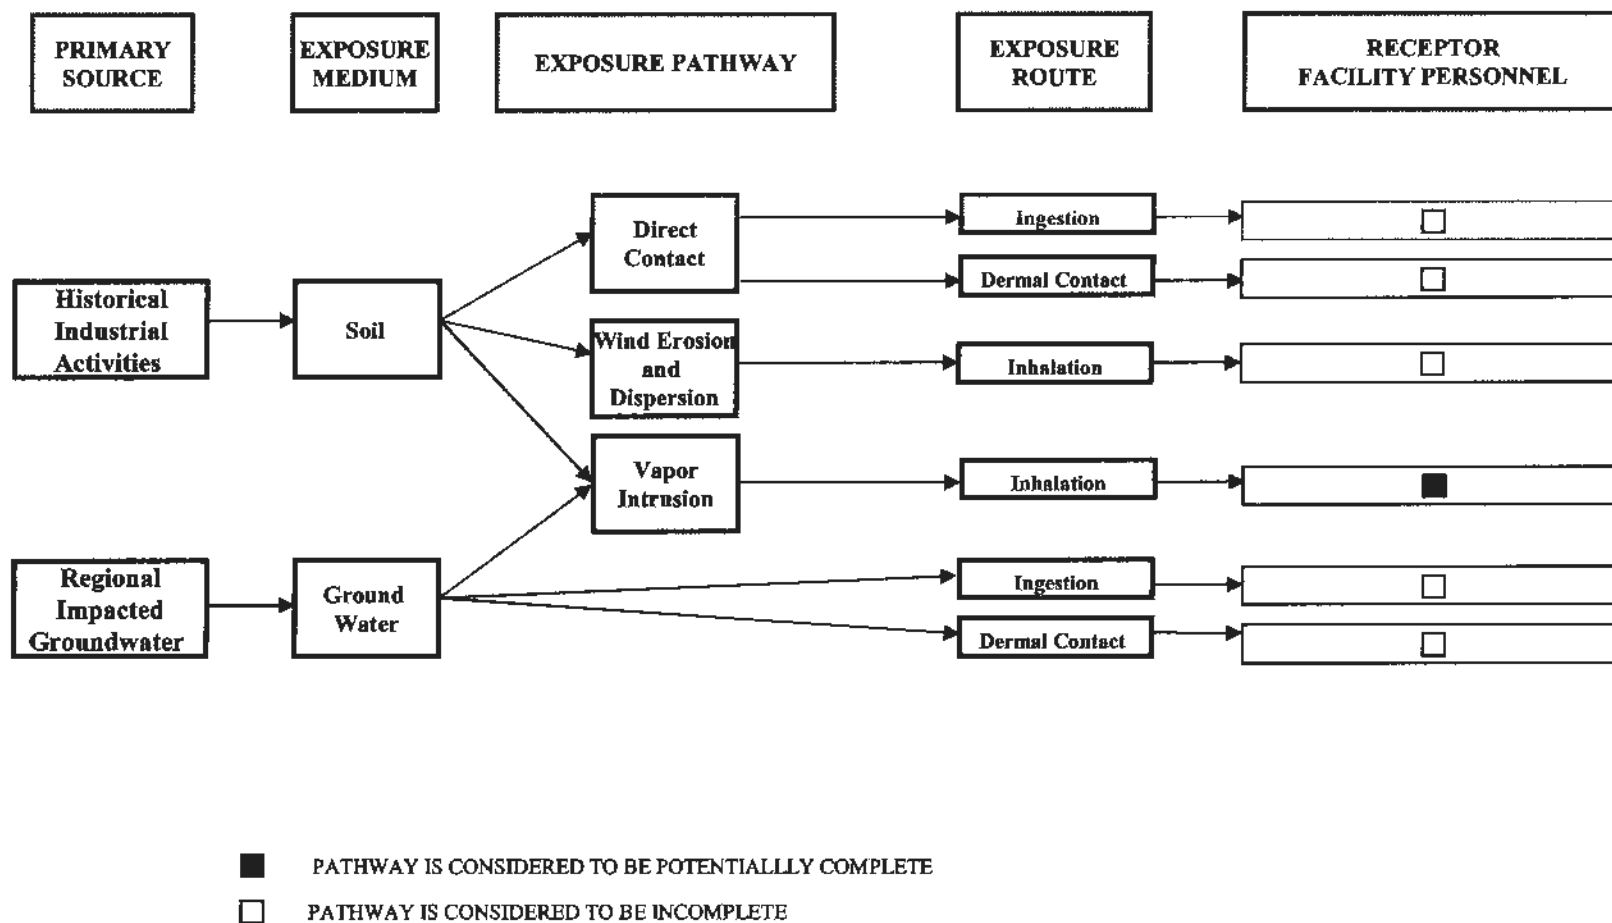 PRIMARY
SOURCE
EXPOSURE
MEDIUM
EXPOSURE PATHWAY
EXPOSURE
ROUTE
RECEPTOR
FACILITY PERSONNEL
Historical
Industrial
Activities
Soil
Direct
Contact
Ingestion
Dermal Contact
Wind Erosion
and
Dispersion
Inhalation
Vapor
Intrusion
Inhalation
Regional
Impacted
Groundwater
Ground
Water
Ingestion
Dermal Contact
PATHWAY IS CONSIDERED TO BE POTENTIALLLY COMPLETE
PATHWAY IS CONSIDERED TO BE INCOMPLETE